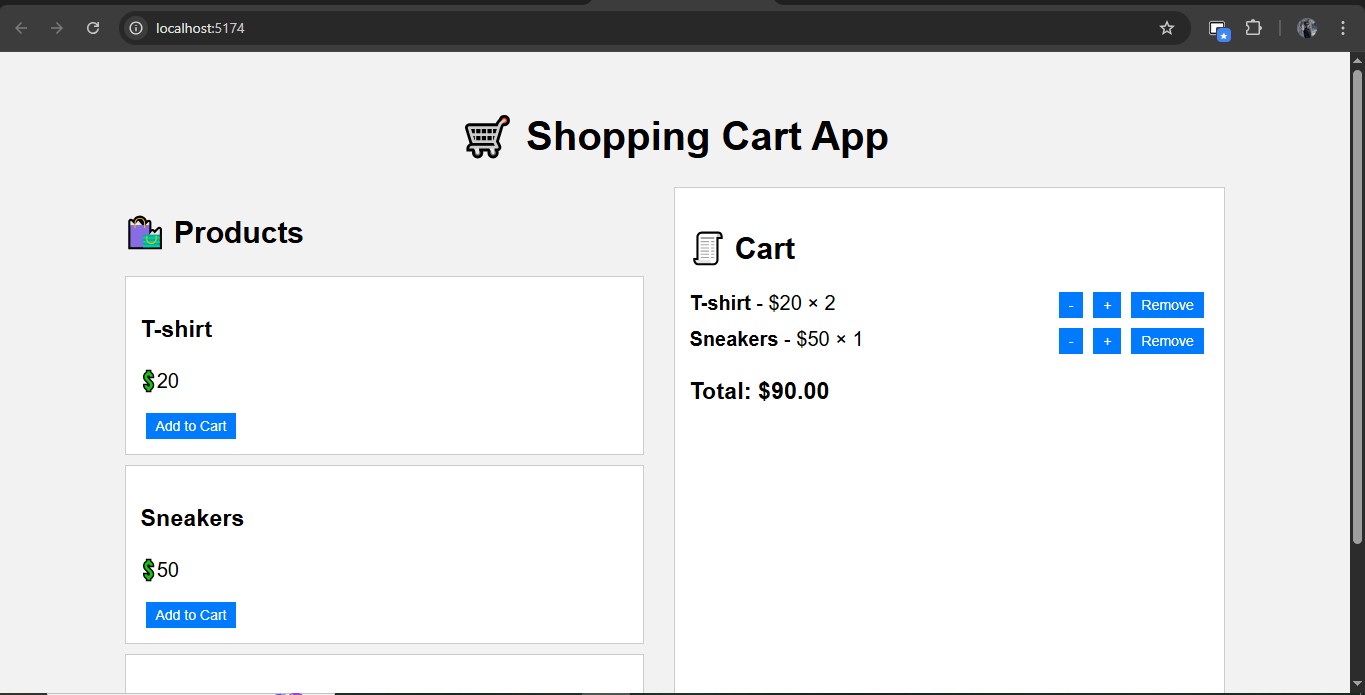 localhost:5174
Shopping Cart App
Products
T-shirt
$20
Add to Cart
Sneakers
$50
Add to Cart
Cart
T-shirt - $20 × 2
- + Remove
Sneakers - $50 × 1
- + Remove
Total: $90.00